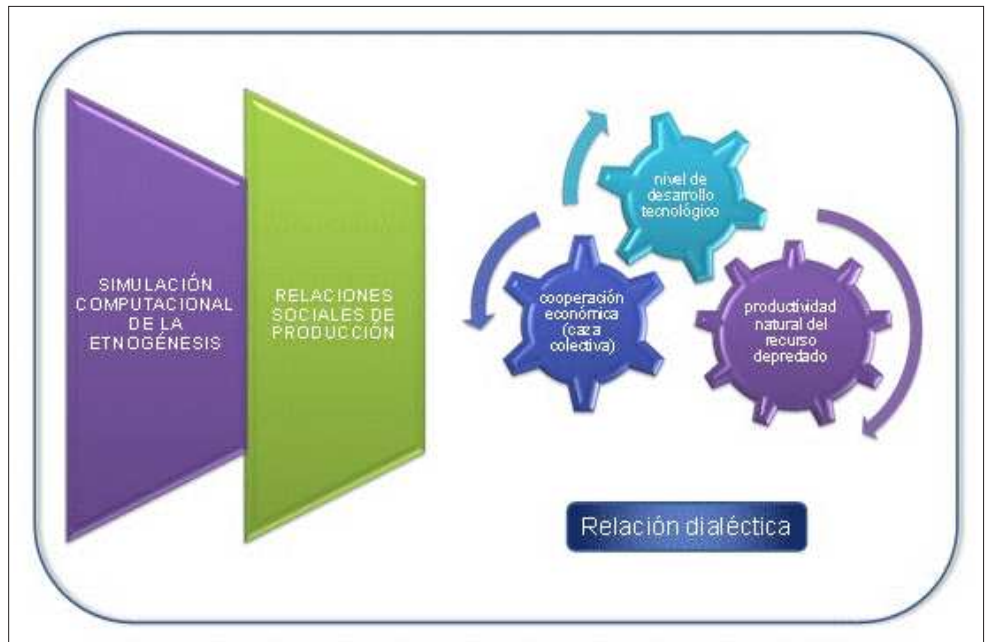 SIMULACIÓN
COMPUTACIONAL
DE LA
ETNOGÉNESIS
RELACIONES
SOCIALES DE
PRODUCCIÓN
nivel de
desarrollo
tecnológico
cooperación
económica
(caza
colectiva)
productividad
natural del
recurso
depredado
Relación dialéctica